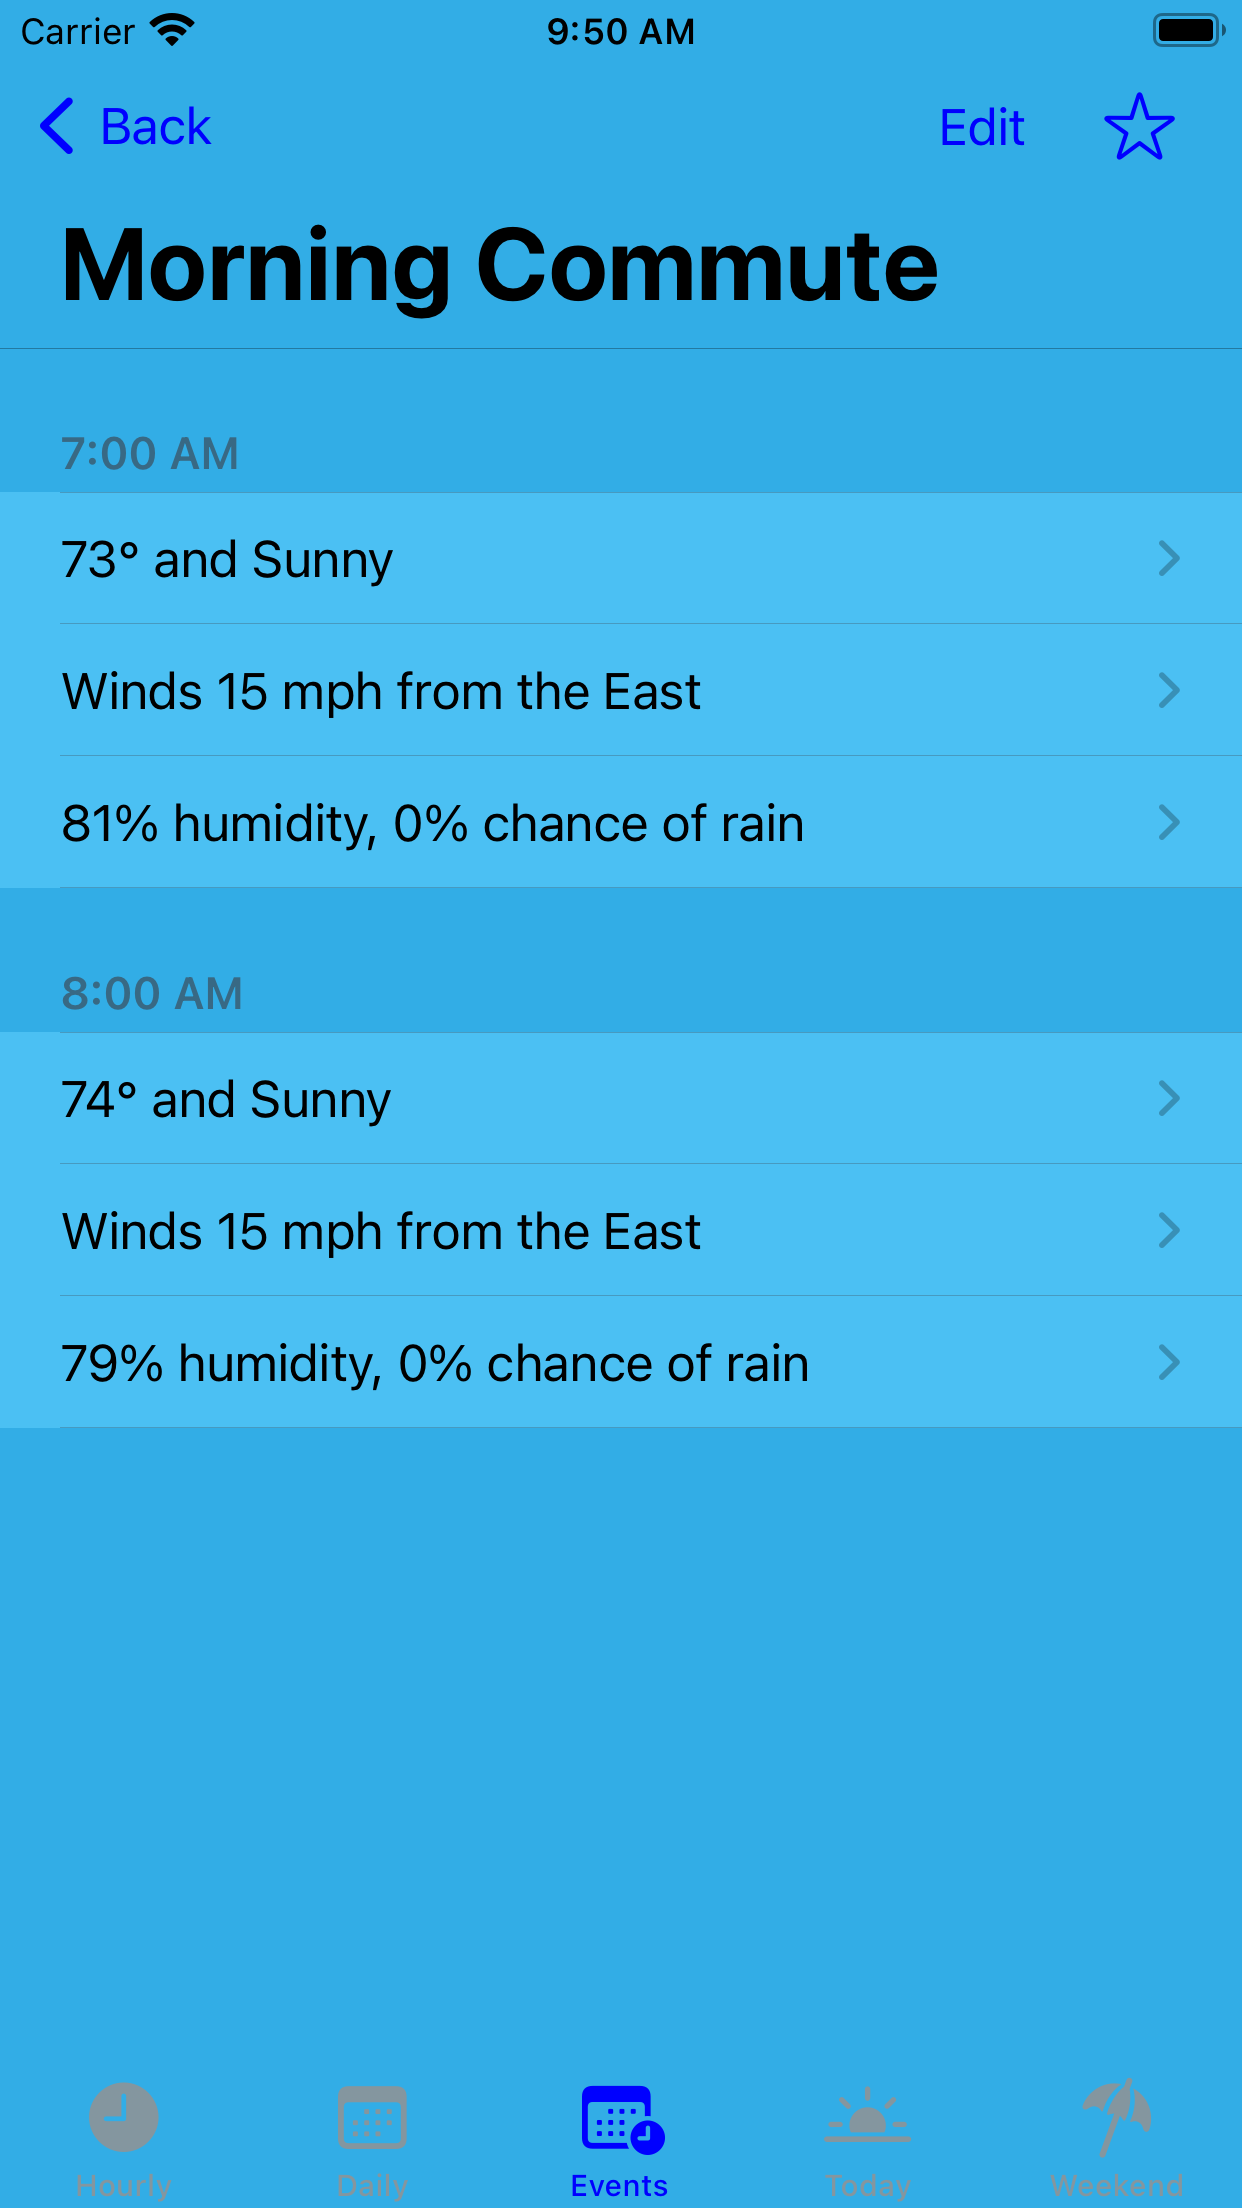 Carrier 9:50 AM
Back Edit
Morning Commute
7:00 AM
73° and Sunny
Winds 15 mph from the East
81% humidity, 0% chance of rain
8:00 AM
74° and Sunny
Winds 15 mph from the East
79% humidity, 0% chance of rain
Hourly Daily Events Today Weekend